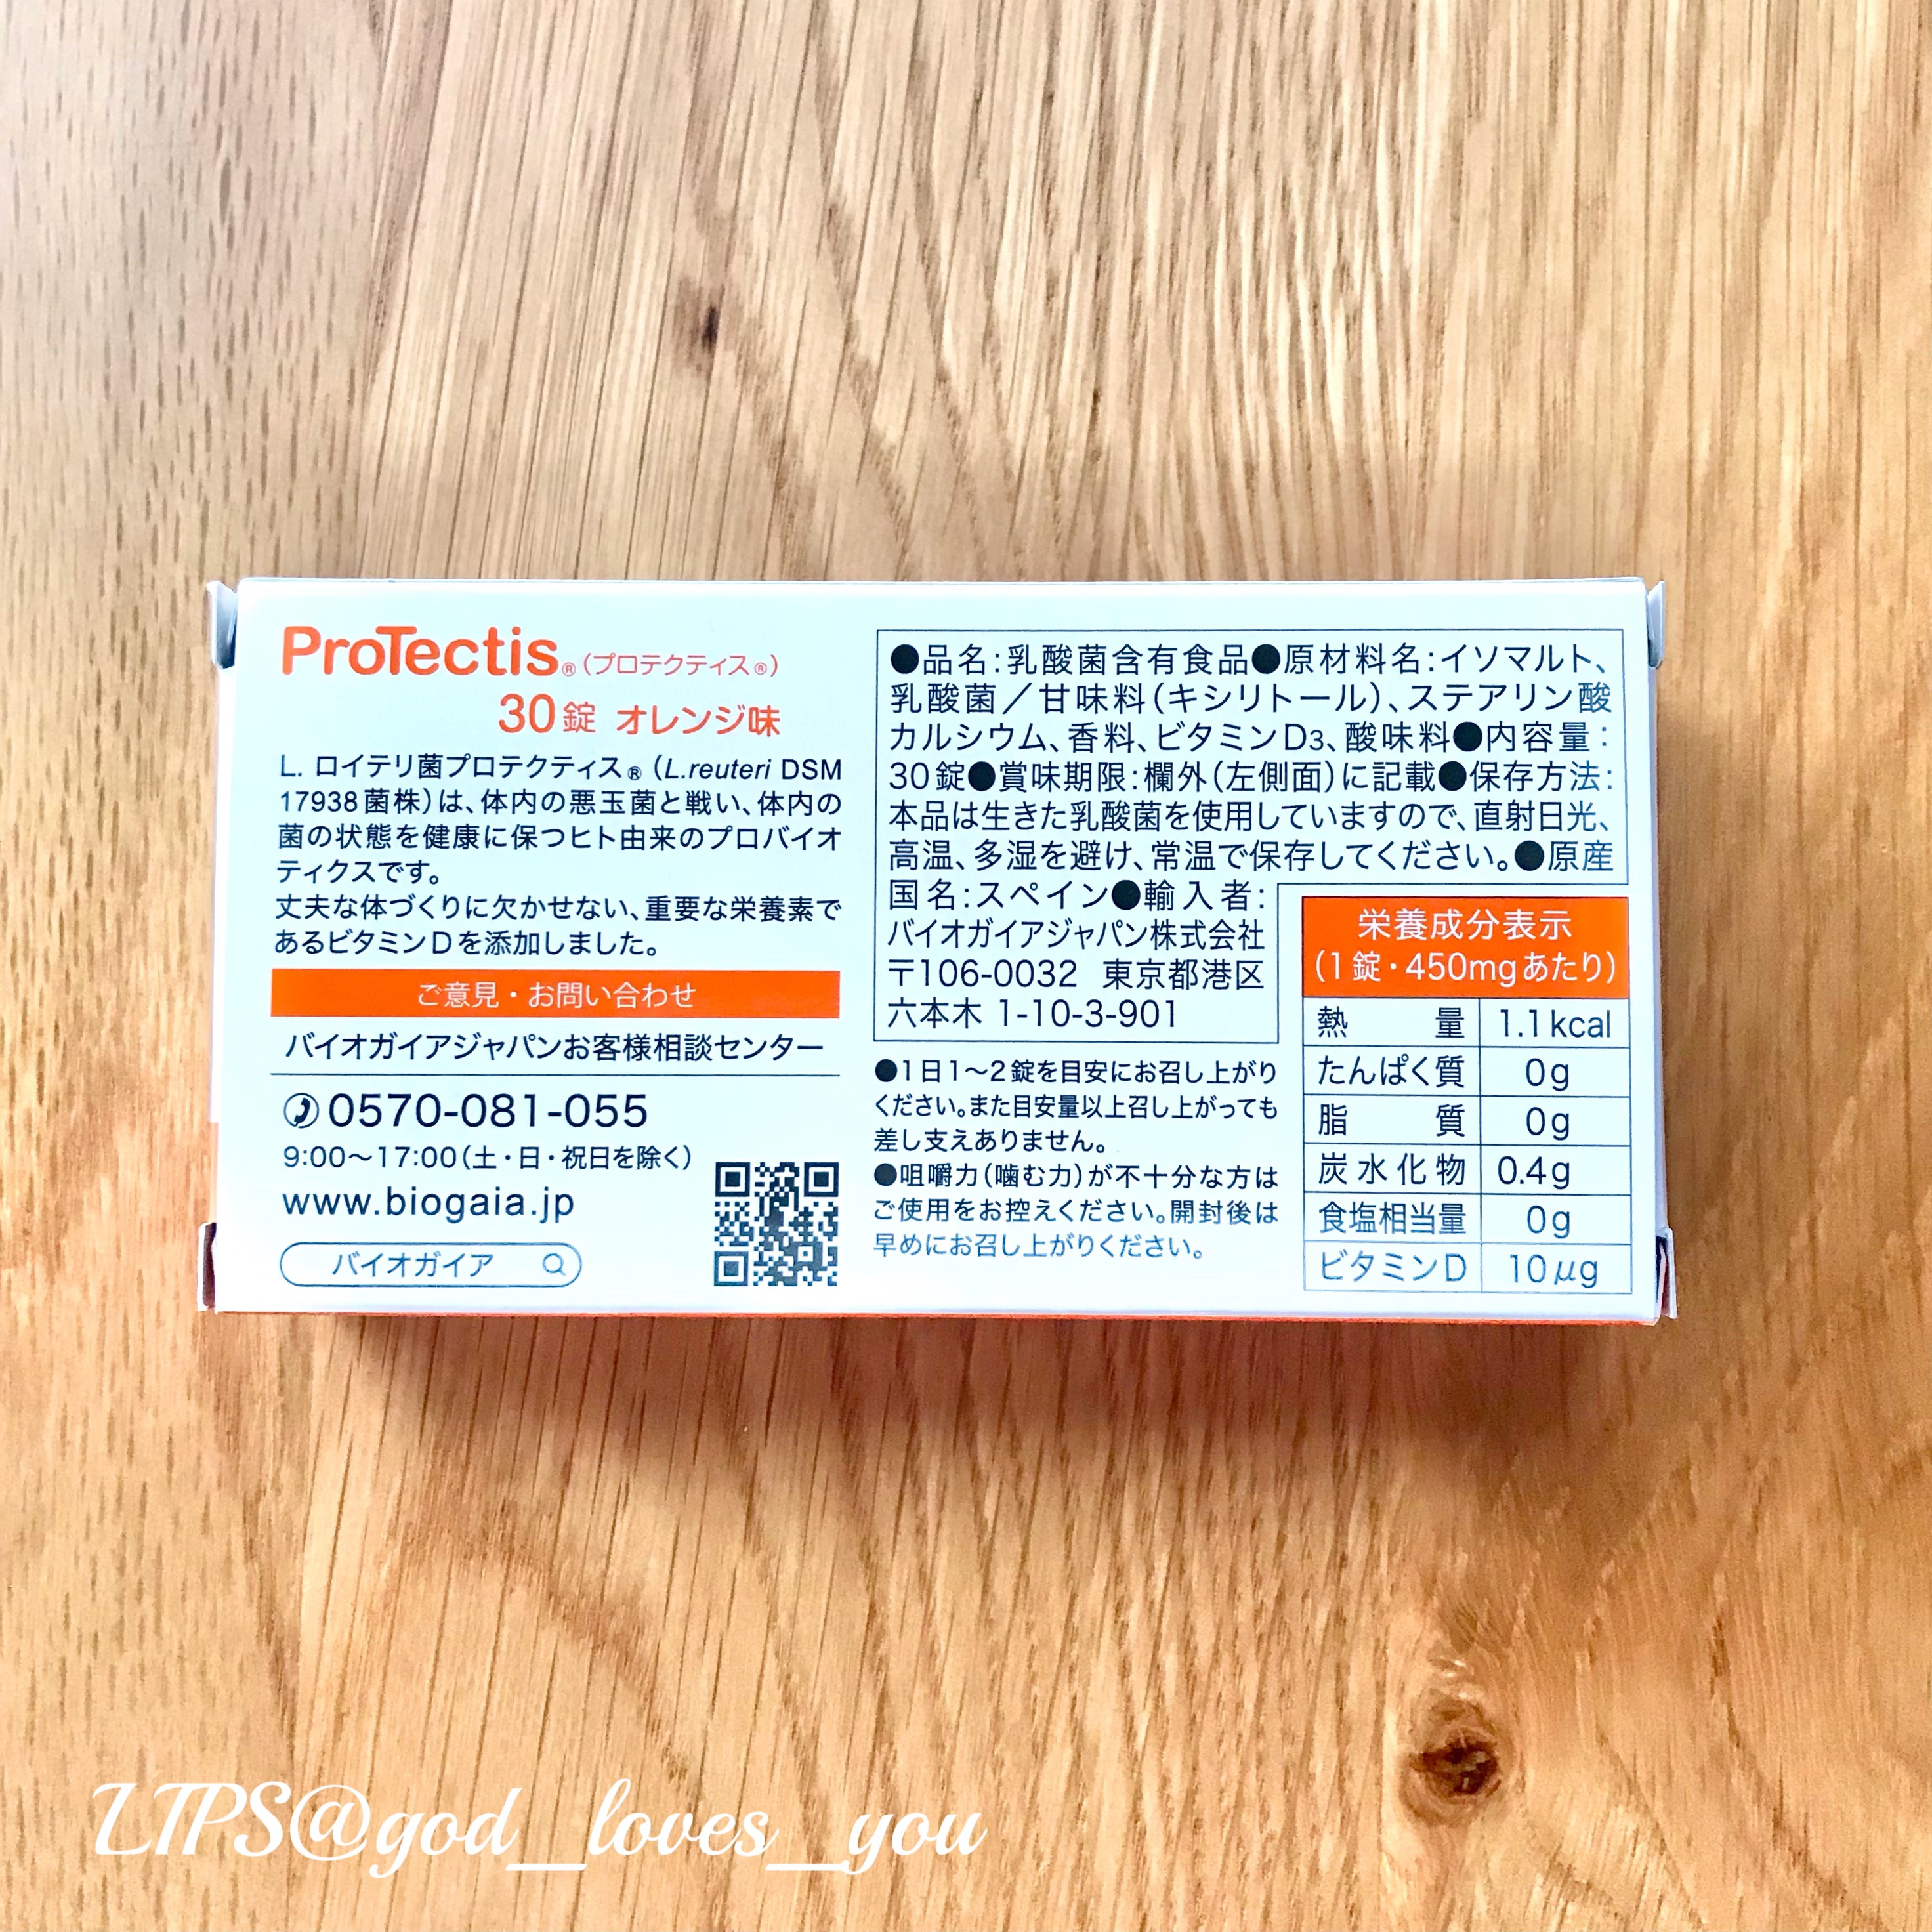 ProTectis®(プロテクティス®)
30錠 オレンジ味
L. ロイテリ菌プロテクティス®(L.reuteri DSM
17938菌株)は、体内の悪玉菌と戦い、体内の
菌の状態を健康に保つヒト由来のプロバイオ
ティクスです。
丈夫な体づくりに欠かせない、重要な栄養素で
あるビタミンDを添加しました。
ご意見・お問い合わせ
バイオガイアジャパンお客様相談センター
0570-081-055
9:00〜17:00(土・日・祝日を除く)
www.biogaia.jp
バイオガイア
●品名:乳酸菌含有食品●原材料名:イソマルト、
乳酸菌／甘味料(キシリトール)、ステアリン酸
カルシウム、香料、ビタミンD3、酸味料●内容量:
30錠●賞味期限:欄外(左側面)に記載●保存方法:
本品は生きた乳酸菌を使用していますので、直射日光、
高温、多湿を避け、常温で保存してください。●原産
国名:スペイン●輸入者:
バイオガイアジャパン株式会社
〒106-0032 東京都港区
六本木 1-10-3-901
●1日1〜2錠を目安にお召し上がり
ください。また目安量以上召し上がっても
差し支えありません。
●咀嚼力(噛む力)が不十分な方は
ご使用をお控えください。開封後は
早めにお召し上がりください。
栄養成分表示
(1錠・450mgあたり)
熱量 1.1kcal
たんぱく質 0g
脂質 0g
炭水化物 0.4g
食塩相当量 0g
ビタミンD 10μg
LIPS@god_loves_you